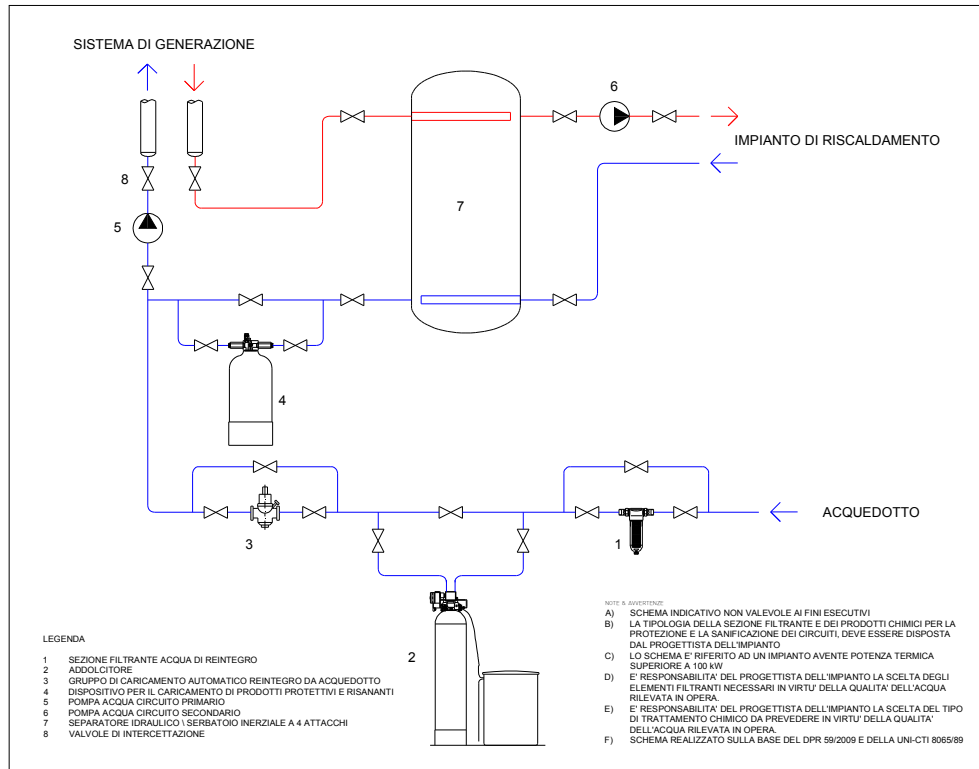 SISTEMA DI GENERAZIONE
6
IMPIANTO DI RISCALDAMENTO
8
7
5
4
ACQUEDOTTO
3
1
2
LEGENDA
1 SEZIONE FILTRANTE ACQUA DI REINTEGRO
2 ADDOLCITORE
3 GRUPPO DI CARICAMENTO AUTOMATICO REINTEGRO DA ACQUEDOTTO
4 DISPOSITIVO PER IL CARICAMENTO DI PRODOTTI PROTETTIVI E RISANANTI
5 POMPA ACQUA CIRCUITO PRIMARIO
6 POMPA ACQUA CIRCUITO SECONDARIO
7 SEPARATORE IDRAULICO \ SERBATOIO INERZIALE A 4 ATTACCHI
8 VALVOLE DI INTERCETTAZIONE
NOTE & AVVERTENZE
A) SCHEMA INDICATIVO NON VALEVOLE AI FINI ESECUTIVI
B) LA TIPOLOGIA DELLA SEZIONE FILTRANTE E DEI PRODOTTI CHIMICI PER LA
PROTEZIONE E LA SANIFICAZIONE DEI CIRCUITI, DEVE ESSERE DISPOSTA
DAL PROGETTISTA DELL'IMPIANTO
C) LO SCHEMA E' RIFERITO AD UN IMPIANTO AVENTE POTENZA TERMICA
SUPERIORE A 100 kW
D) E' RESPONSABILITA' DEL PROGETTISTA DELL'IMPIANTO LA SCELTA DEGLI
ELEMENTI FILTRANTI NECESSARI IN VIRTU' DELLA QUALITA' DELL'ACQUA
RILEVATA IN OPERA.
E) E' RESPONSABILITA' DEL PROGETTISTA DELL'IMPIANTO LA SCELTA DEL TIPO
DI TRATTAMENTO CHIMICO DA PREVEDERE IN VIRTU' DELLA QUALITA'
DELL'ACQUA RILEVATA IN OPERA.
F) SCHEMA REALIZZATO SULLA BASE DEL DPR 59/2009 E DELLA UNI-CTI 8065/89